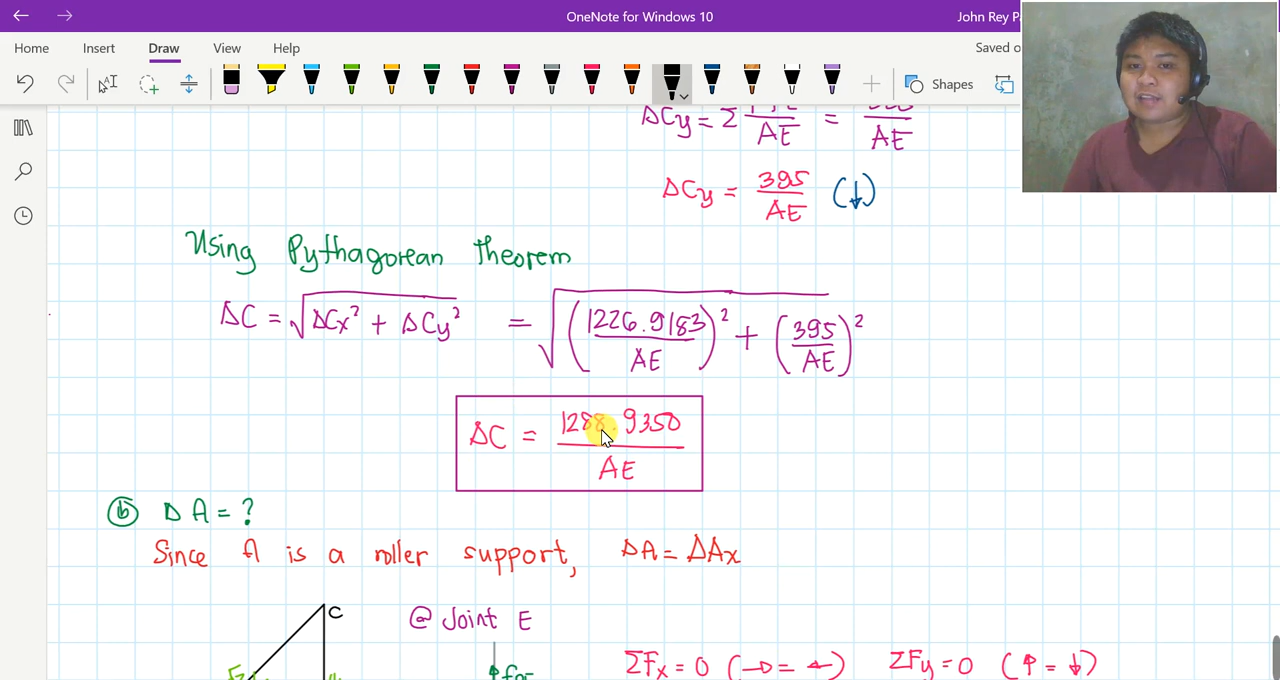 OneNote for Windows 10
John Rey P
Home Insert Draw View Help
Saved o
Shapes
ΔCy = Σ / AE = / AE
ΔCy = 395 / AE (↓)
Using Pythagorean theorem
ΔC = √(ΔCx² + ΔCy²) = √((1226.9183 / AE)² + (395 / AE)²)
ΔC = 1288.9350 / AE
ⓑ ΔA = ?
Since A is a roller support, ΔA = ΔAx
C
@ Joint E
ΣFx = 0 (→ = ←) ΣFy = 0 (↑ = ↓)